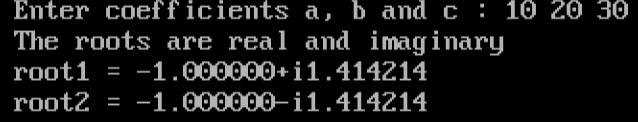 Enter coefficients a, b and c : 10 20 30
The roots are real and imaginary
root1 = -1.000000+i1.414214
root2 = -1.000000-i1.414214